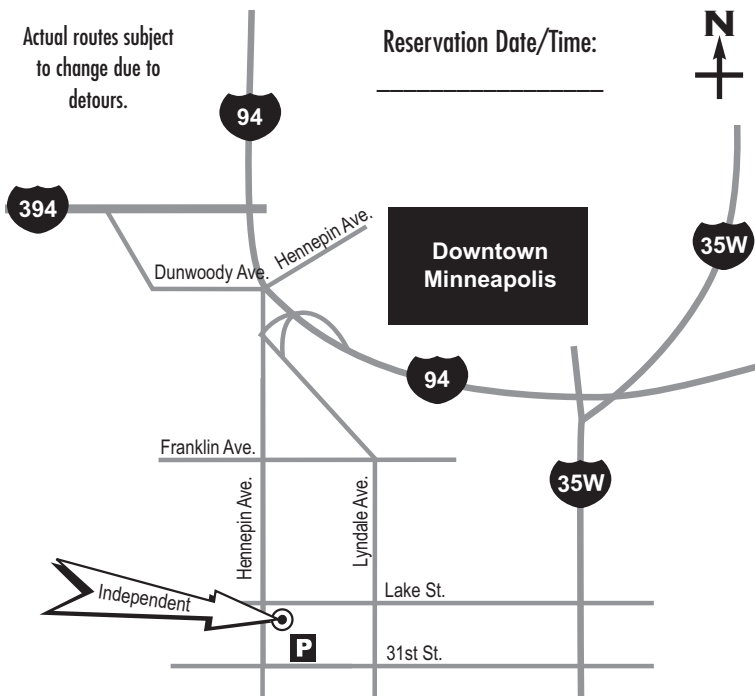 Actual routes subject
to change due to
detours.
Reservation Date/Time:
___________________
N
94
394
Hennepin Ave.
Dunwoody Ave.
Downtown
Minneapolis
35W
94
Franklin Ave.
Hennepin Ave.
Lyndale Ave.
35W
Independent
Lake St.
P
31st St.